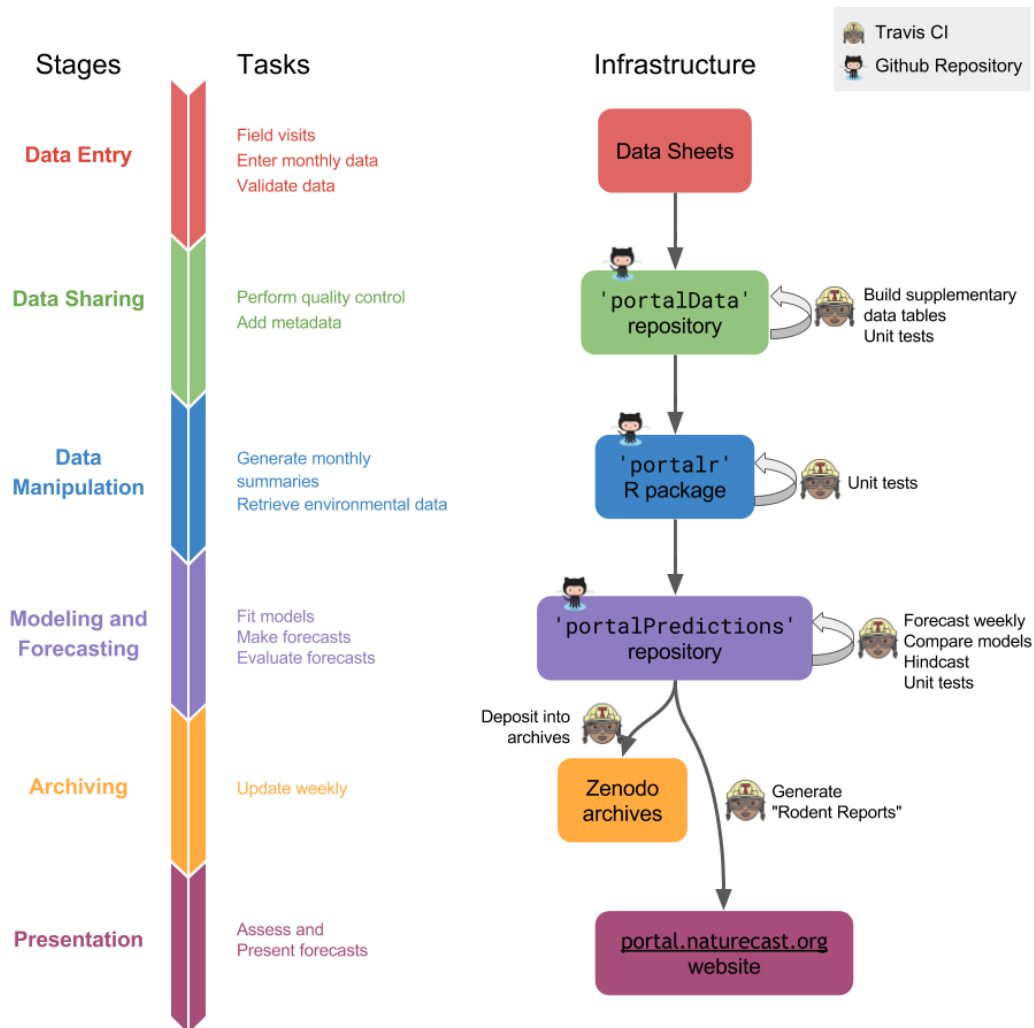 Travis CI
Github Repository
Stages
Tasks
Infrastructure
Data Entry
Field visits
Enter monthly data
Validate data
Data Sheets
Data Sharing
Perform quality control
Add metadata
'portalData'
repository
Build supplementary
data tables
Unit tests
Data
Manipulation
Generate monthly
summaries
Retrieve environmental data
'portalr'
R package
Unit tests
Modeling and
Forecasting
Fit models
Make forecasts
Evaluate forecasts
'portalPredictions'
repository
Forecast weekly
Compare models
Hindcast
Unit tests
Deposit into
archives
Archiving
Update weekly
Zenodo
archives
Generate
"Rodent Reports"
Presentation
Assess and
Present forecasts
portal.naturecast.org
website